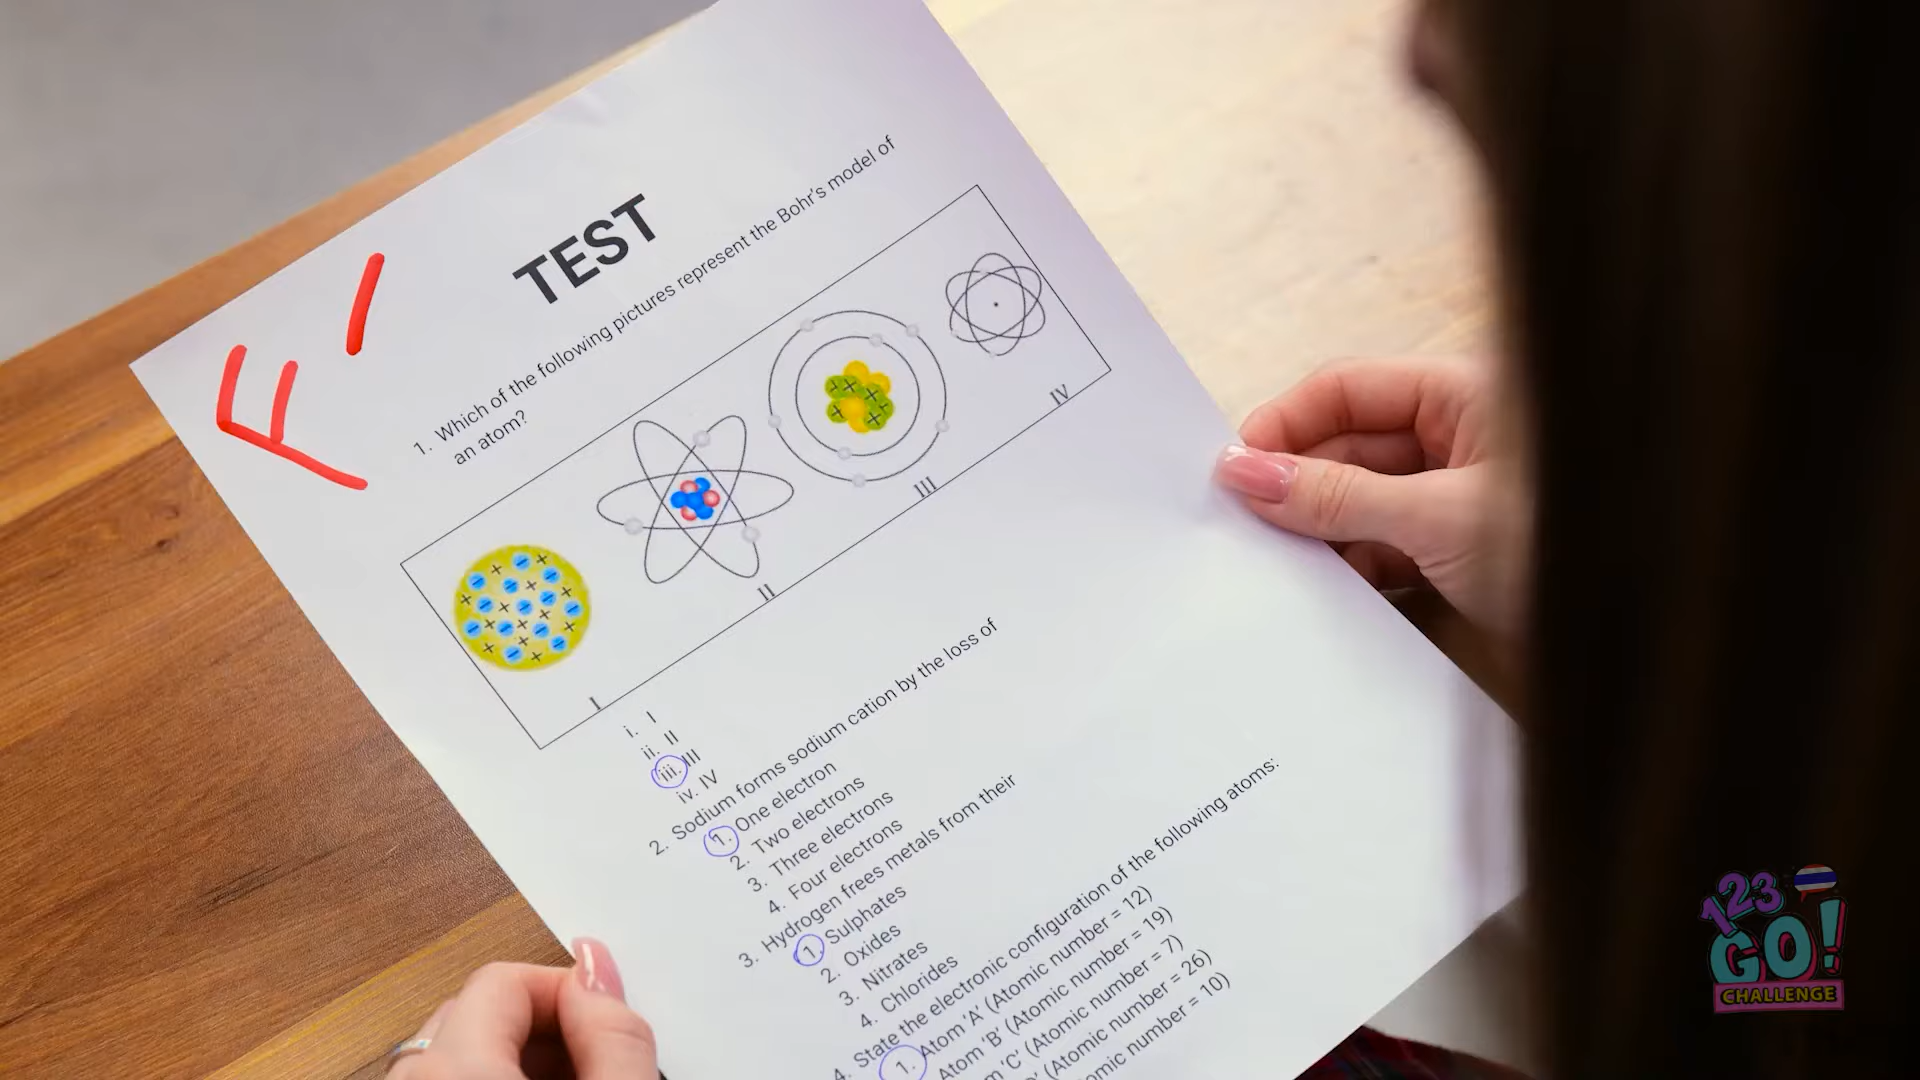 F-
TEST
1. Which of the following pictures represent the Bohr's model of
an atom?
I
II
III
IV
i. I
ii. II
iii. III
iv. IV
2. Sodium forms sodium cation by the loss of
1. One electron
2. Two electrons
3. Three electrons
4. Four electrons
3. Hydrogen frees metals from their
1. Sulphates
2. Oxides
3. Nitrates
4. Chlorides
4. State the electronic configuration of the following atoms:
1. Atom 'A' (Atomic number = 12)
Atom 'B' (Atomic number = 19)
'C' (Atomic number = 7)
(Atomic number = 26)
number = 10)
123
GO!
CHALLENGE